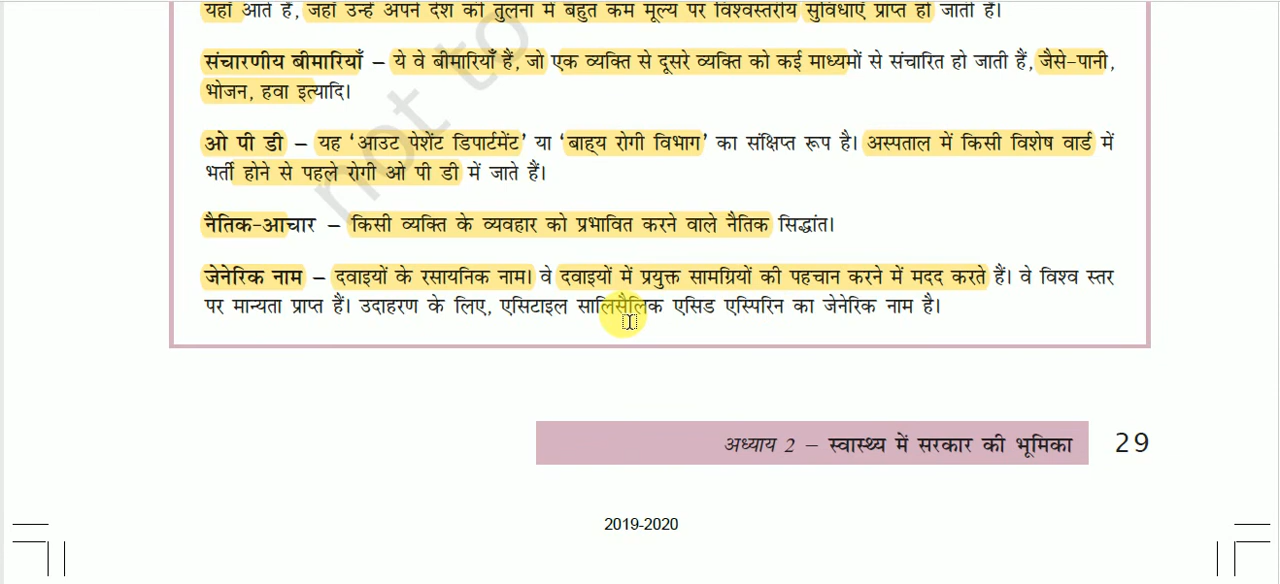 यहाँ आते हैं, जहाँ उन्हें अपने देश की तुलना में बहुत कम मूल्य पर विश्वस्तरीय सुविधाएँ प्राप्त हो जाती हैं।
संचारणीय बीमारियाँ – ये वे बीमारियाँ हैं, जो एक व्यक्ति से दूसरे व्यक्ति को कई माध्यमों से संचारित हो जाती हैं, जैसे–पानी,
भोजन, हवा इत्यादि।
ओ पी डी – यह ‘आउट पेशेंट डिपार्टमेंट’ या ‘बाह्य रोगी विभाग’ का संक्षिप्त रूप है। अस्पताल में किसी विशेष वार्ड में
भर्ती होने से पहले रोगी ओ पी डी में जाते हैं।
नैतिक-आचार – किसी व्यक्ति के व्यवहार को प्रभावित करने वाले नैतिक सिद्धांत।
जेनेरिक नाम – दवाइयों के रसायनिक नाम। वे दवाइयों में प्रयुक्त सामग्रियों की पहचान करने में मदद करते हैं। वे विश्व स्तर
पर मान्यता प्राप्त हैं। उदाहरण के लिए, एसिटाइल सालिसैलिक एसिड एस्पिरिन का जेनेरिक नाम है।
not to
अध्याय 2 – स्वास्थ्य में सरकार की भूमिका 29
2019-2020